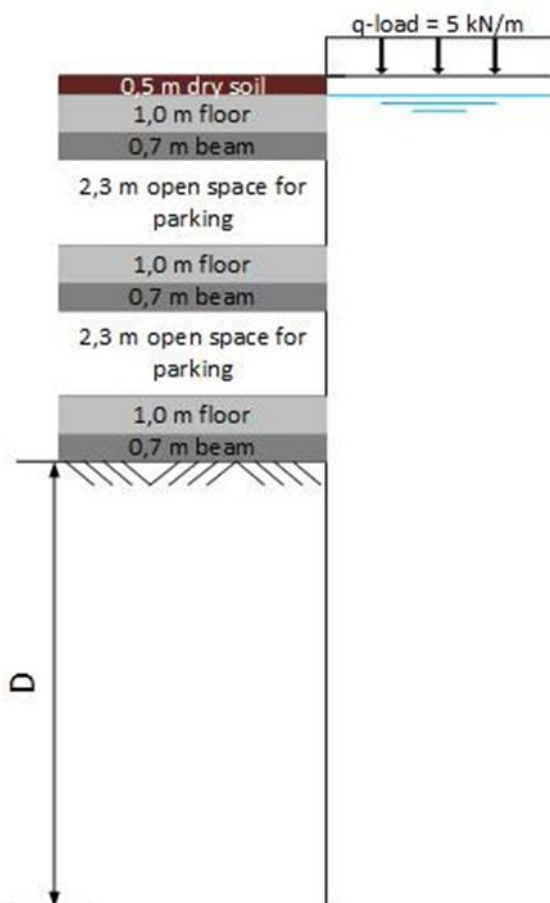 q-load = 5 kN/m
0,5 m dry soil
1,0 m floor
0,7 m beam
2,3 m open space for
parking
1,0 m floor
0,7 m beam
2,3 m open space for
parking
1,0 m floor
0,7 m beam
D